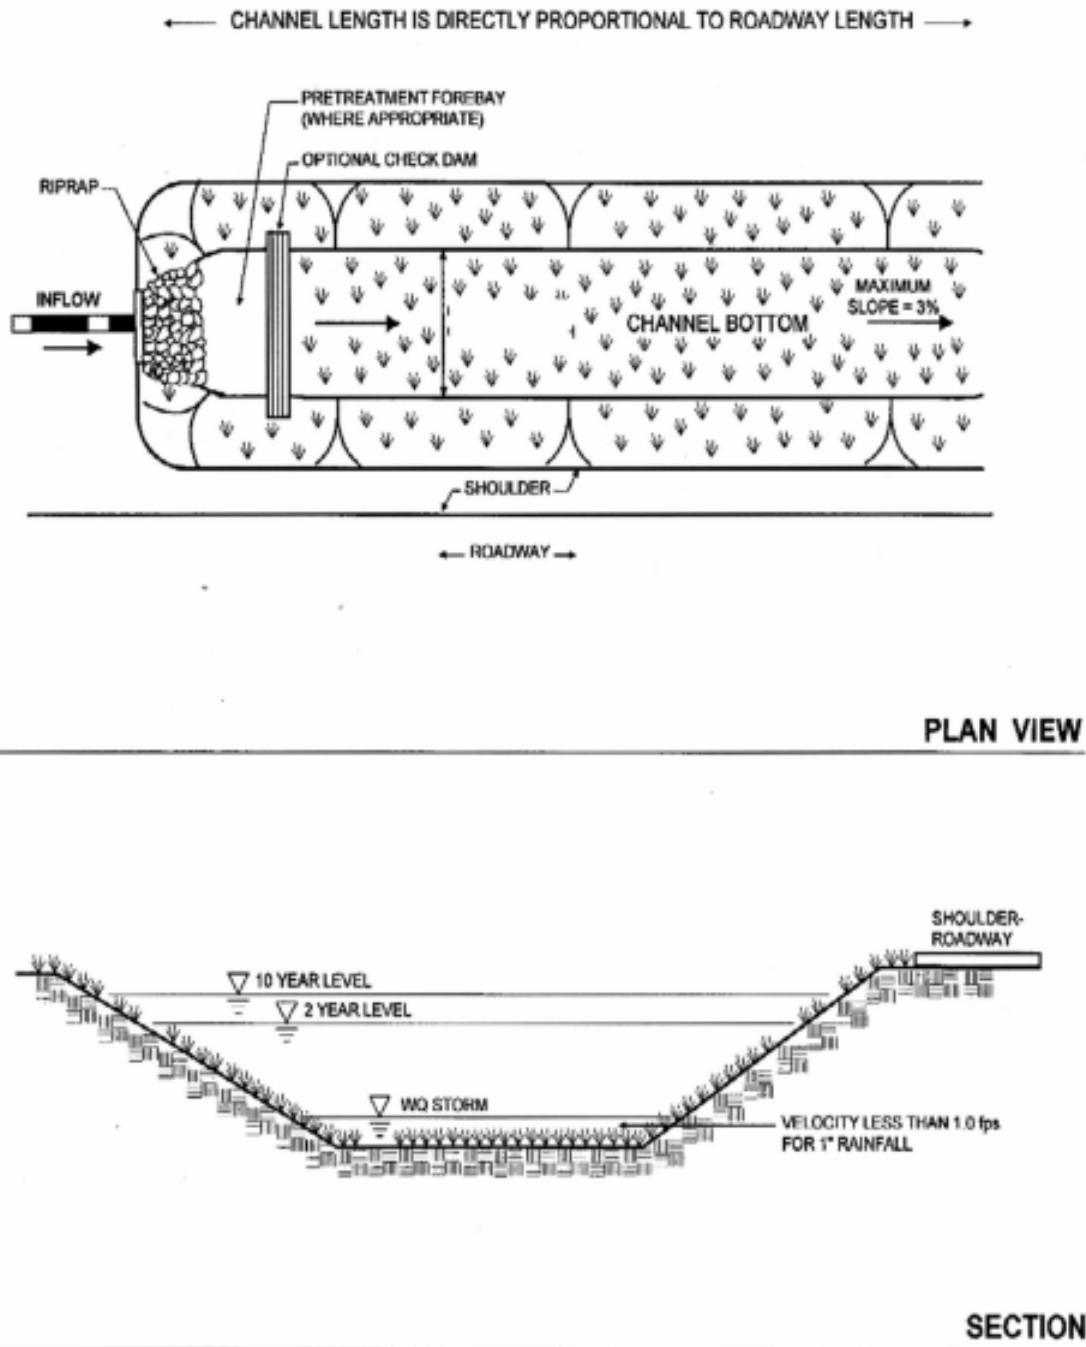 CHANNEL LENGTH IS DIRECTLY PROPORTIONAL TO ROADWAY LENGTH
PRETREATMENT FOREBAY
(WHERE APPROPRIATE)
OPTIONAL CHECK DAM
RIPRAP
INFLOW
MAXIMUM
SLOPE = 3%
CHANNEL BOTTOM
SHOULDER
ROADWAY
PLAN VIEW
SHOULDER-
ROADWAY
10 YEAR LEVEL
2 YEAR LEVEL
WQ STORM
VELOCITY LESS THAN 1.0 fps
FOR 1" RAINFALL
SECTION